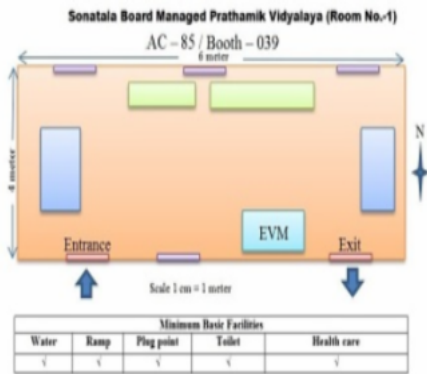 Sonatala Board Managed Prathamik Vidyalaya (Room No.-1)
AC – 85 / Booth – 039
6 meter
4 meter
N
EVM
Entrance
Exit
Scale 1 cm = 1 meter
Minimum Basic Facilities
Water Ramp Plug point Toilet Health care
√ √ √ √ √